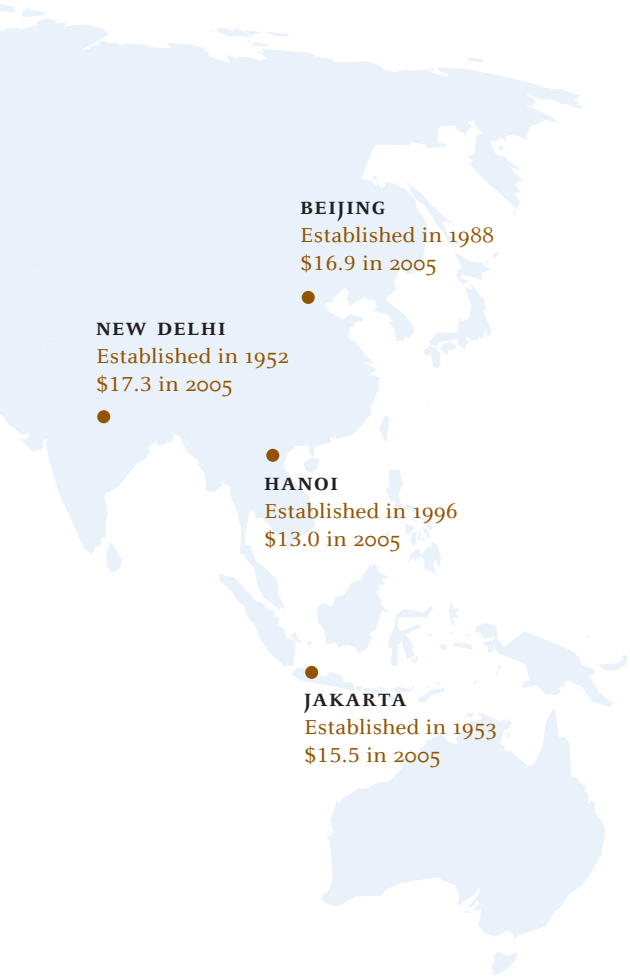 BEIJING
Established in 1988
$16.9 in 2005
NEW DELHI
Established in 1952
$17.3 in 2005
HANOI
Established in 1996
$13.0 in 2005
JAKARTA
Established in 1953
$15.5 in 2005